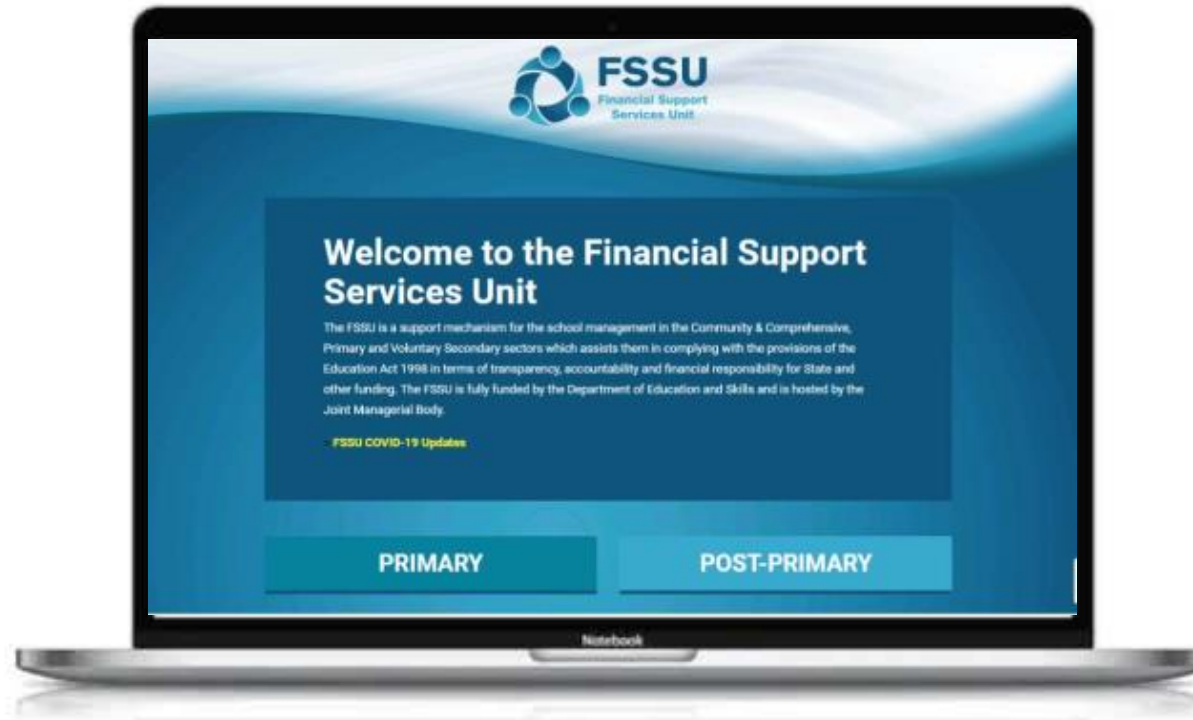 FSSU
Financial Support
Services Unit
Welcome to the Financial Support
Services Unit
The FSSU is a support mechanism for the school management in the Community & Comprehensive,
Primary and Voluntary Secondary sectors which assists them in complying with the provisions of the
Education Act 1998 in terms of transparency, accountability and financial responsibility for State and
other funding. The FSSU is fully funded by the Department of Education and Skills and is hosted by the
Joint Managerial Body.
FSSU COVID-19 Updates
PRIMARY
POST-PRIMARY
Notebook